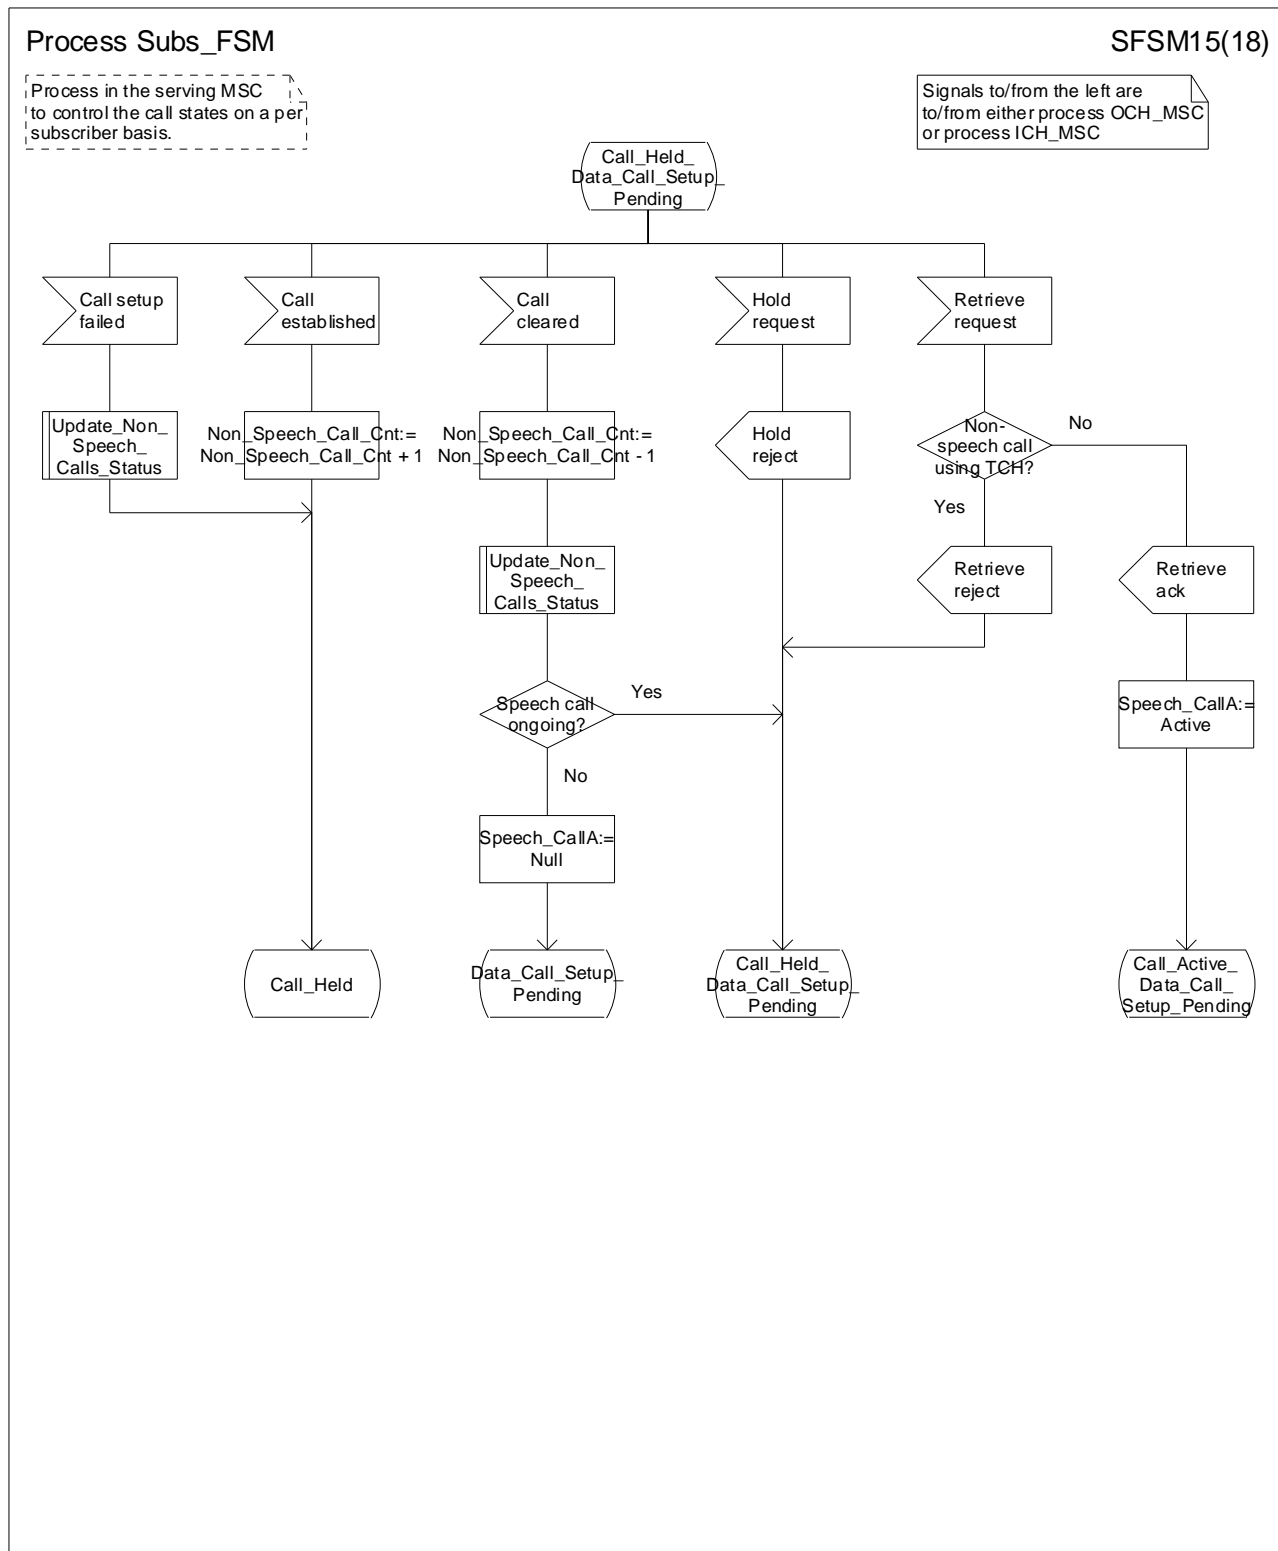 Process Subs_FSM
SFSM15(18)
Process in the serving MSC
to control the call states on a per
subscriber basis.
Signals to/from the left are
to/from either process OCH_MSC
or process ICH_MSC
Call_Held_
Data_Call_Setup_
Pending
Call setup
failed
Call
established
Call
cleared
Hold
request
Retrieve
request
Update_Non_
Speech_
Calls_Status
Non_Speech_Call_Cnt:=
Non_Speech_Call_Cnt + 1
Non_Speech_Call_Cnt:=
Non_Speech_Call_Cnt - 1
Hold
reject
Non-
speech call
using TCH?
No
Yes
Update_Non_
Speech_
Calls_Status
Retrieve
reject
Retrieve
ack
Speech call
ongoing?
Yes
No
Speech_CallA:=
Active
Speech_CallA:=
Null
Call_Held
Data_Call_Setup_
Pending
Call_Held_
Data_Call_Setup_
Pending
Call_Active_
Data_Call_
Setup_Pending